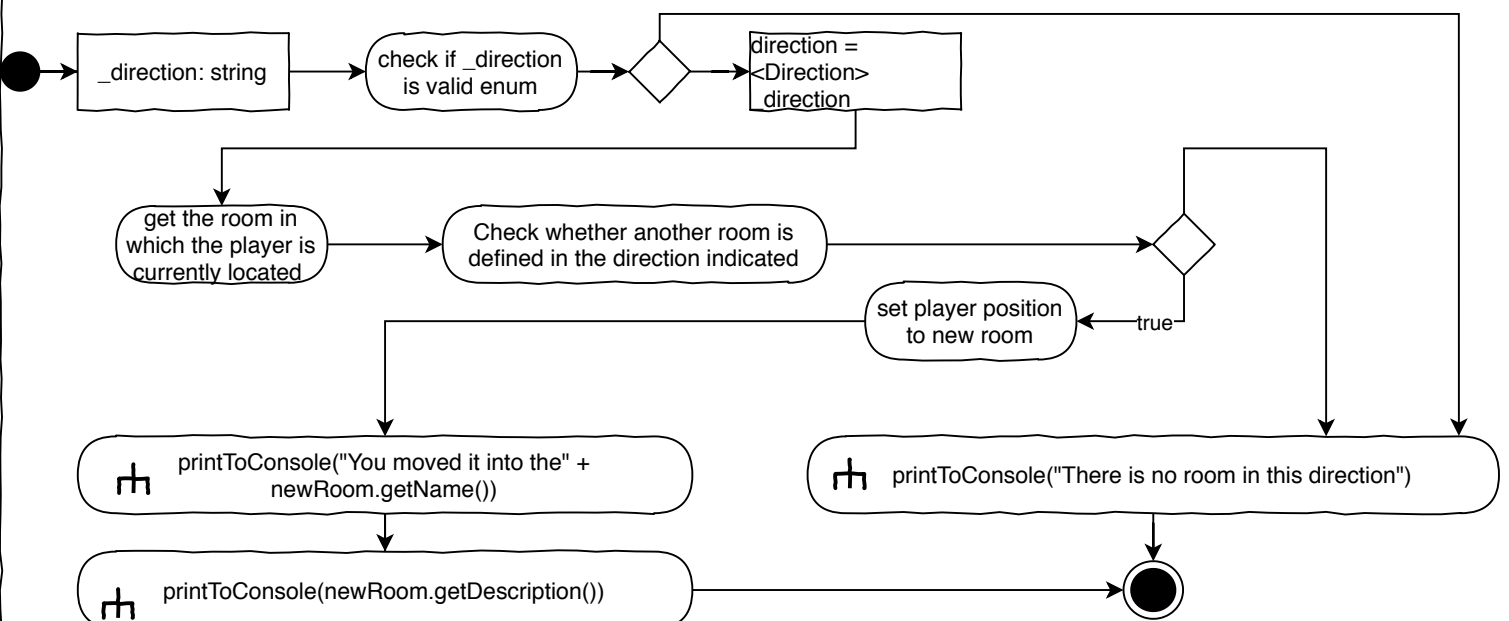 _direction: string
check if _direction
is valid enum
direction =
<Direction>
_direction
get the room in
which the player is
currently located
Check whether another room is
defined in the direction indicated
set player position
to new room
true
printToConsole("You moved it into the" +
newRoom.getName())
printToConsole("There is no room in this direction")
printToConsole(newRoom.getDescription())